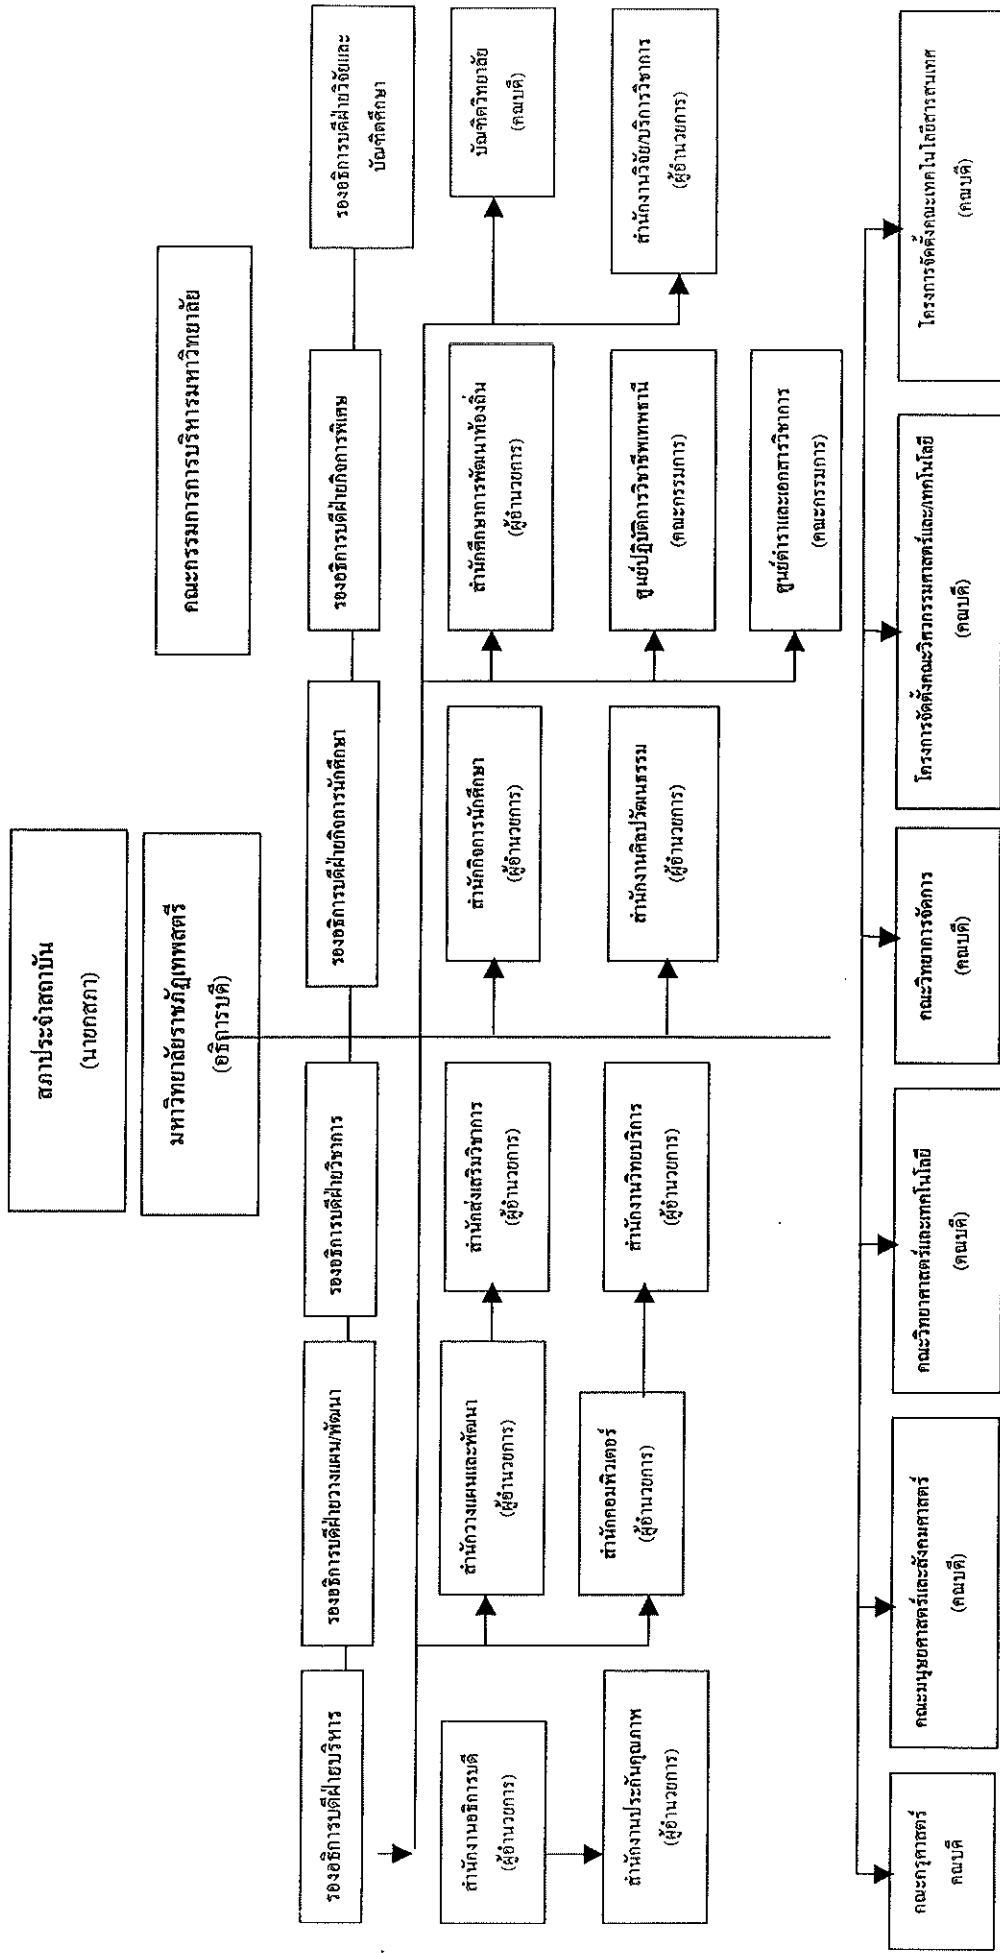 สภาประจำสถาบัน
(นายกสภา)
มหาวิทยาลัยราชภัฏเทพสตรี
(อธิการบดี)
คณะกรรมการการบริหารมหาวิทยาลัย
รองอธิการบดีฝ่ายบริหาร
รองอธิการบดีฝ่ายวางแผน/พัฒนา
รองอธิการบดีฝ่ายวิชาการ
รองอธิการบดีฝ่ายกิจการนักศึกษา
รองอธิการบดีฝ่ายกิจการพิเศษ
รองอธิการบดีฝ่ายวิจัยและ
บัณฑิตศึกษา
สำนักงานอธิการบดี
(ผู้อำนวยการ)
สำนักวางแผนและพัฒนา
(ผู้อำนวยการ)
สำนักส่งเสริมวิชาการ
(ผู้อำนวยการ)
สำนักกิจการนักศึกษา
(ผู้อำนวยการ)
สำนักศึกษาการพัฒนาท้องถิ่น
(ผู้อำนวยการ)
บัณฑิตวิทยาลัย
(คณบดี)
สำนักงานประกันคุณภาพ
(ผู้อำนวยการ)
สำนักคอมพิวเตอร์
(ผู้อำนวยการ)
สำนักงานวิทยบริการ
(ผู้อำนวยการ)
สำนักงานศิลปวัฒนธรรม
(ผู้อำนวยการ)
ศูนย์ปฏิบัติการวิชาชีพเทพธานี
(คณะกรรมการ)
สำนักงานวิจัย/บริการวิชาการ
(ผู้อำนวยการ)
ศูนย์ตำราและเอกสารวิชาการ
(คณะกรรมการ)
คณะครุศาสตร์
คณบดี
คณะมนุษยศาสตร์และสังคมศาสตร์
(คณบดี)
คณะวิทยาศาสตร์และเทคโนโลยี
(คณบดี)
คณะวิทยาการจัดการ
(คณบดี)
โครงการจัดตั้งคณะวิศวกรรมศาสตร์และ/เทคโนโลยี
(คณบดี)
โครงการจัดตั้งคณะเทคโนโลยีสารสนเทศ
(คณบดี)